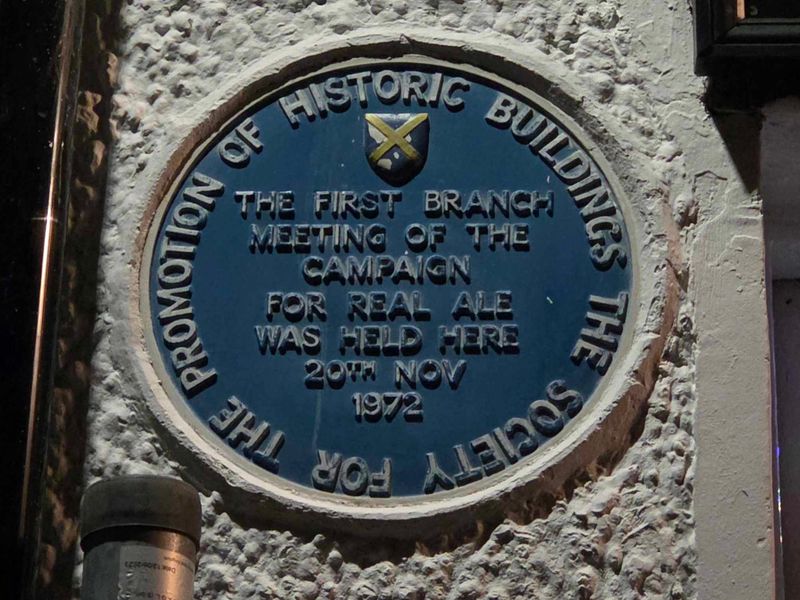 THE SOCIETY FOR THE PROMOTION OF HISTORIC BUILDINGS
THE FIRST BRANCH
MEETING OF THE
CAMPAIGN
FOR REAL ALE
WAS HELD HERE
20TH NOV
1972